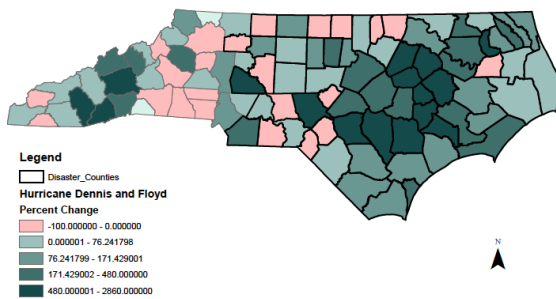 Legend
Disaster_Counties
Hurricane Dennis and Floyd
Percent Change
-100.000000 - 0.000000
0.000001 - 76.241798
76.241799 - 171.429001
171.429002 - 480.000000
480.000001 - 2860.000000
N